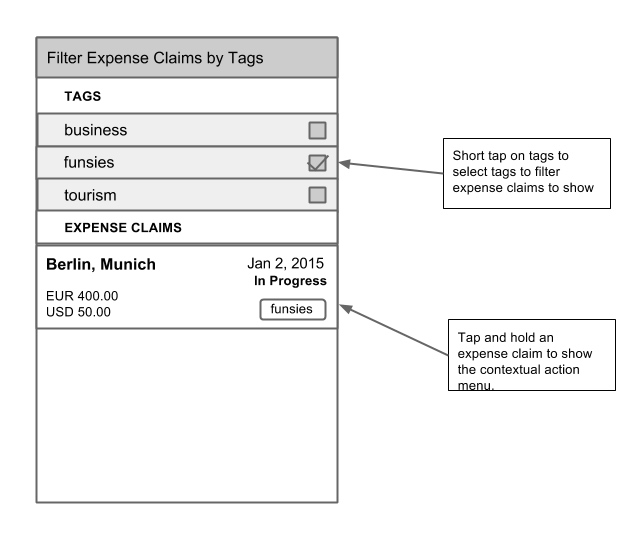 Filter Expense Claims by Tags
TAGS
business
funsies
tourism
EXPENSE CLAIMS
Berlin, Munich
Jan 2, 2015
In Progress
EUR 400.00
USD 50.00
funsies
Short tap on tags to
select tags to filter
expense claims to show
Tap and hold an
expense claim to show
the contextual action
menu.